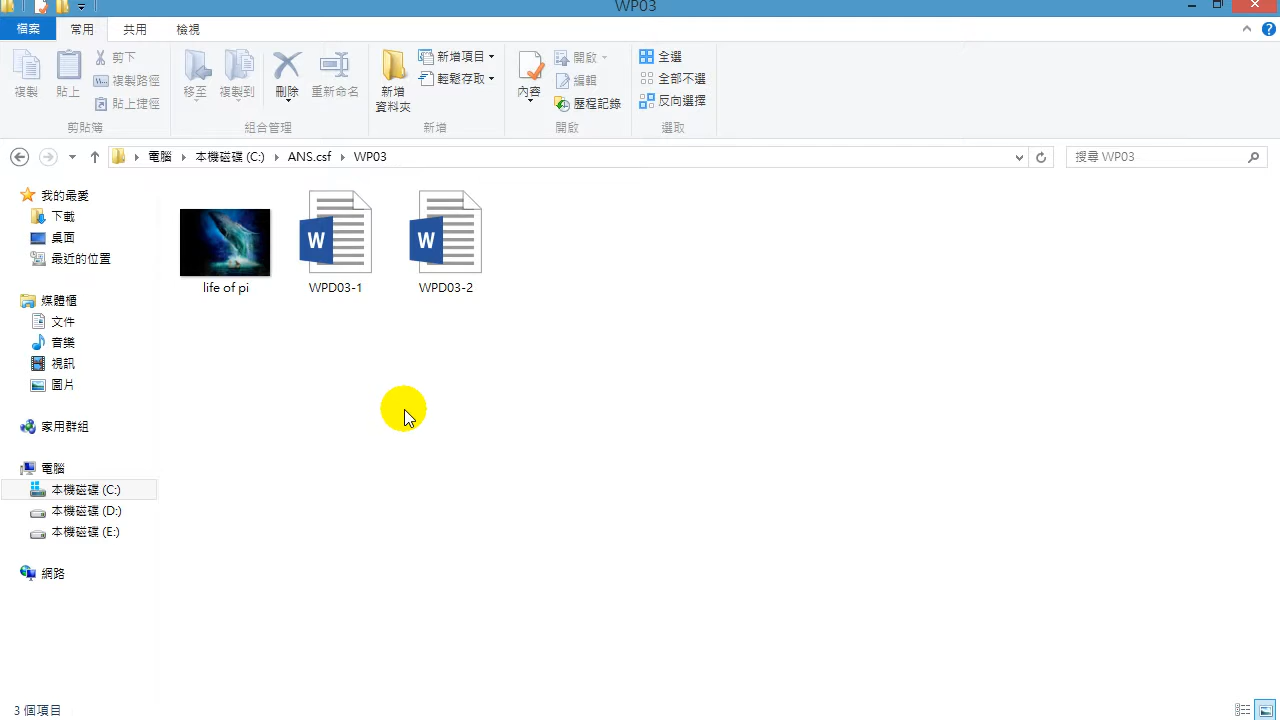 WP03
檔案 常用 共用 檢視
複製 貼上 剪下 複製路徑 貼上捷徑 剪貼簿
移至 複製到 刪除 重新命名 組合管理
新增資料夾 新增項目 輕鬆存取 新增
內容 開啟 編輯 歷程記錄 開啟
全選 全部不選 反向選擇 選取
電腦 本機磁碟 (C:) ANS.csf WP03
搜尋 WP03
我的最愛
下載
桌面
最近的位置
媒體櫃
文件
音樂
視訊
圖片
家用群組
電腦
本機磁碟 (C:)
本機磁碟 (D:)
本機磁碟 (E:)
網路
life of pi
W
WPD03-1
W
WPD03-2
3 個項目